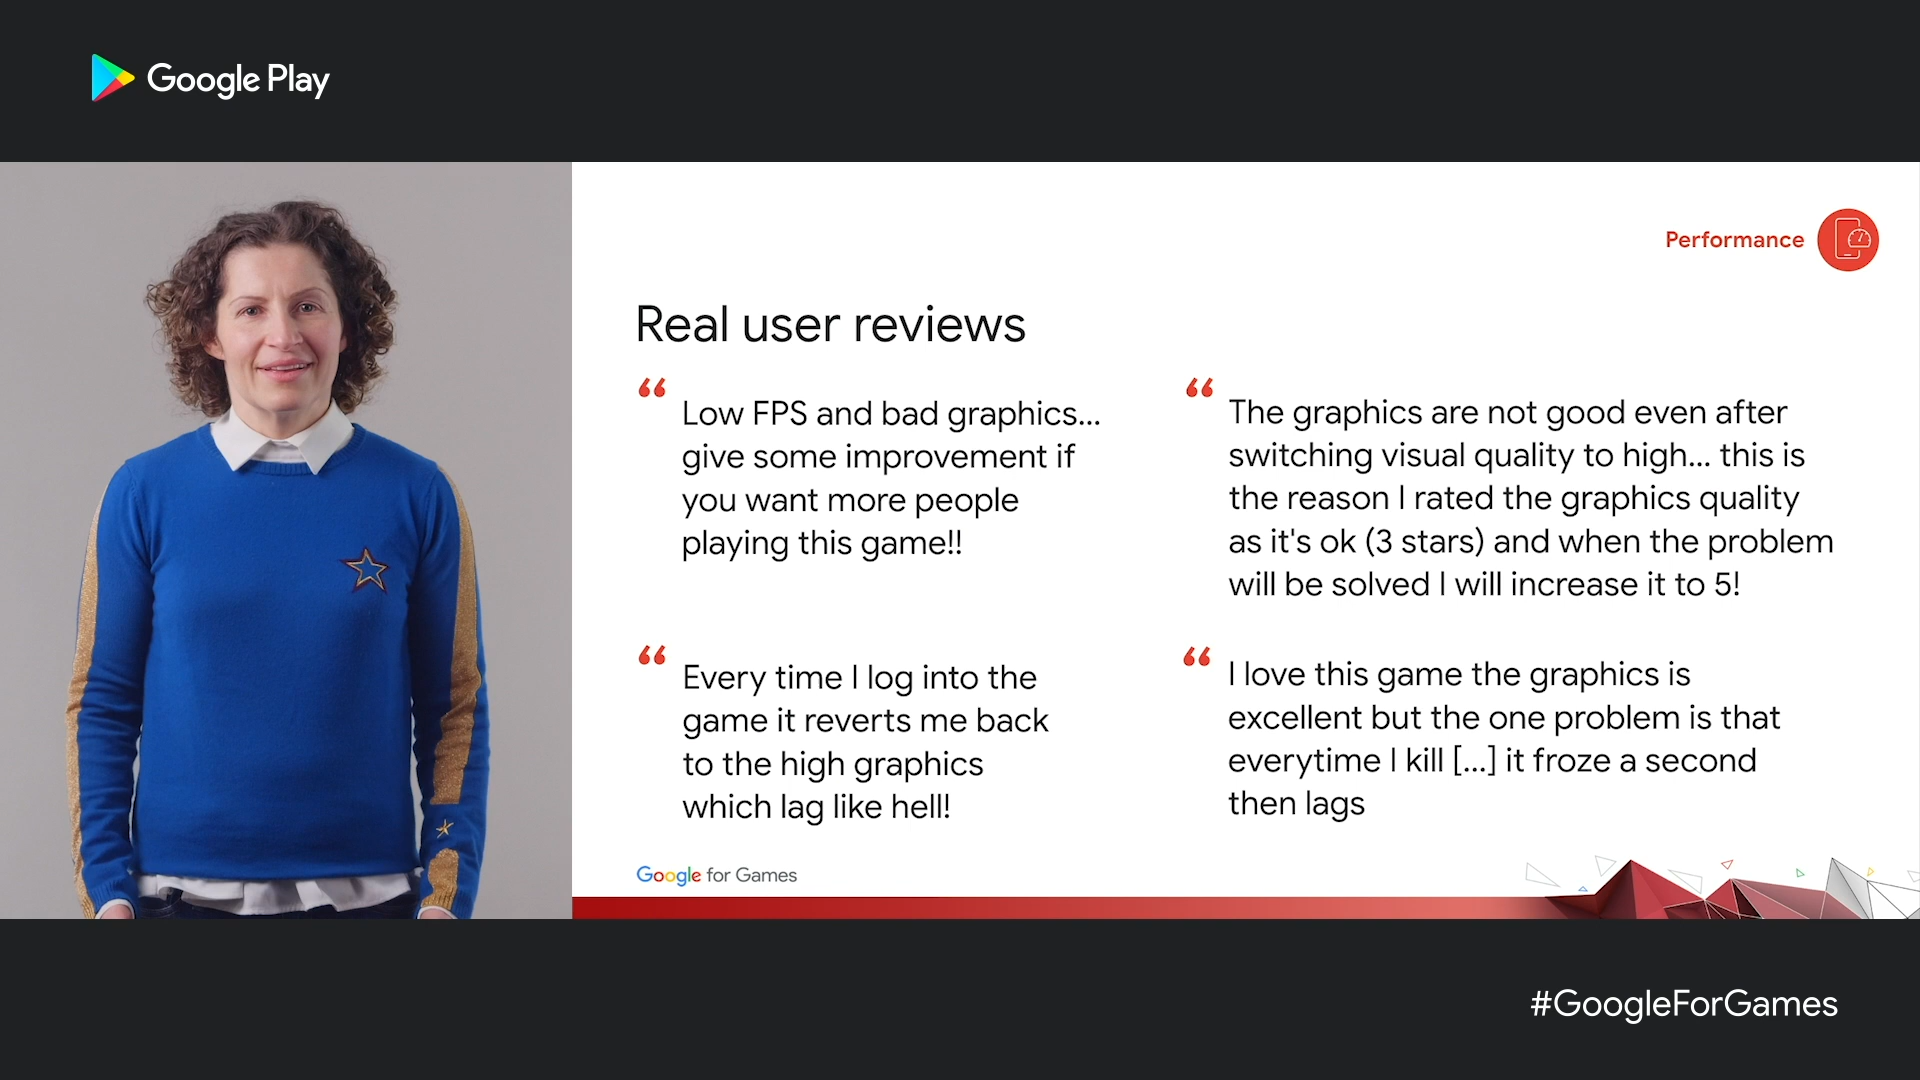 Google Play
Performance
Real user reviews
“
Low FPS and bad graphics...
give some improvement if
you want more people
playing this game!!
“
The graphics are not good even after
switching visual quality to high... this is
the reason I rated the graphics quality
as it's ok (3 stars) and when the problem
will be solved I will increase it to 5!
“
Every time I log into the
game it reverts me back
to the high graphics
which lag like hell!
“
I love this game the graphics is
excellent but the one problem is that
everytime I kill [...] it froze a second
then lags
Google for Games
#GoogleForGames